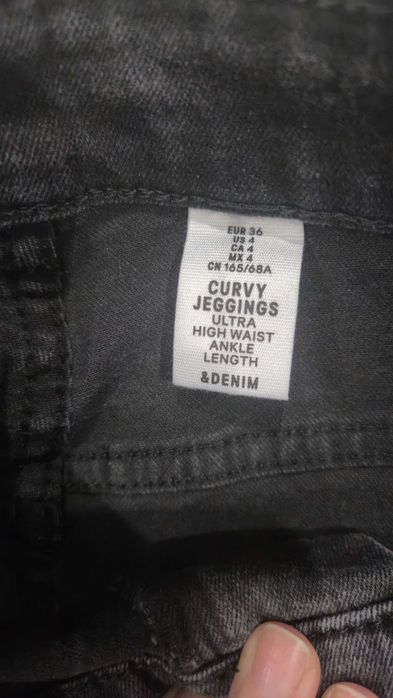 EUR 36
US 4
CA 4
MX 4
CN 165/68A
CURVY
JEGGINGS
ULTRA
HIGH WAIST
ANKLE
LENGTH
&DENIM